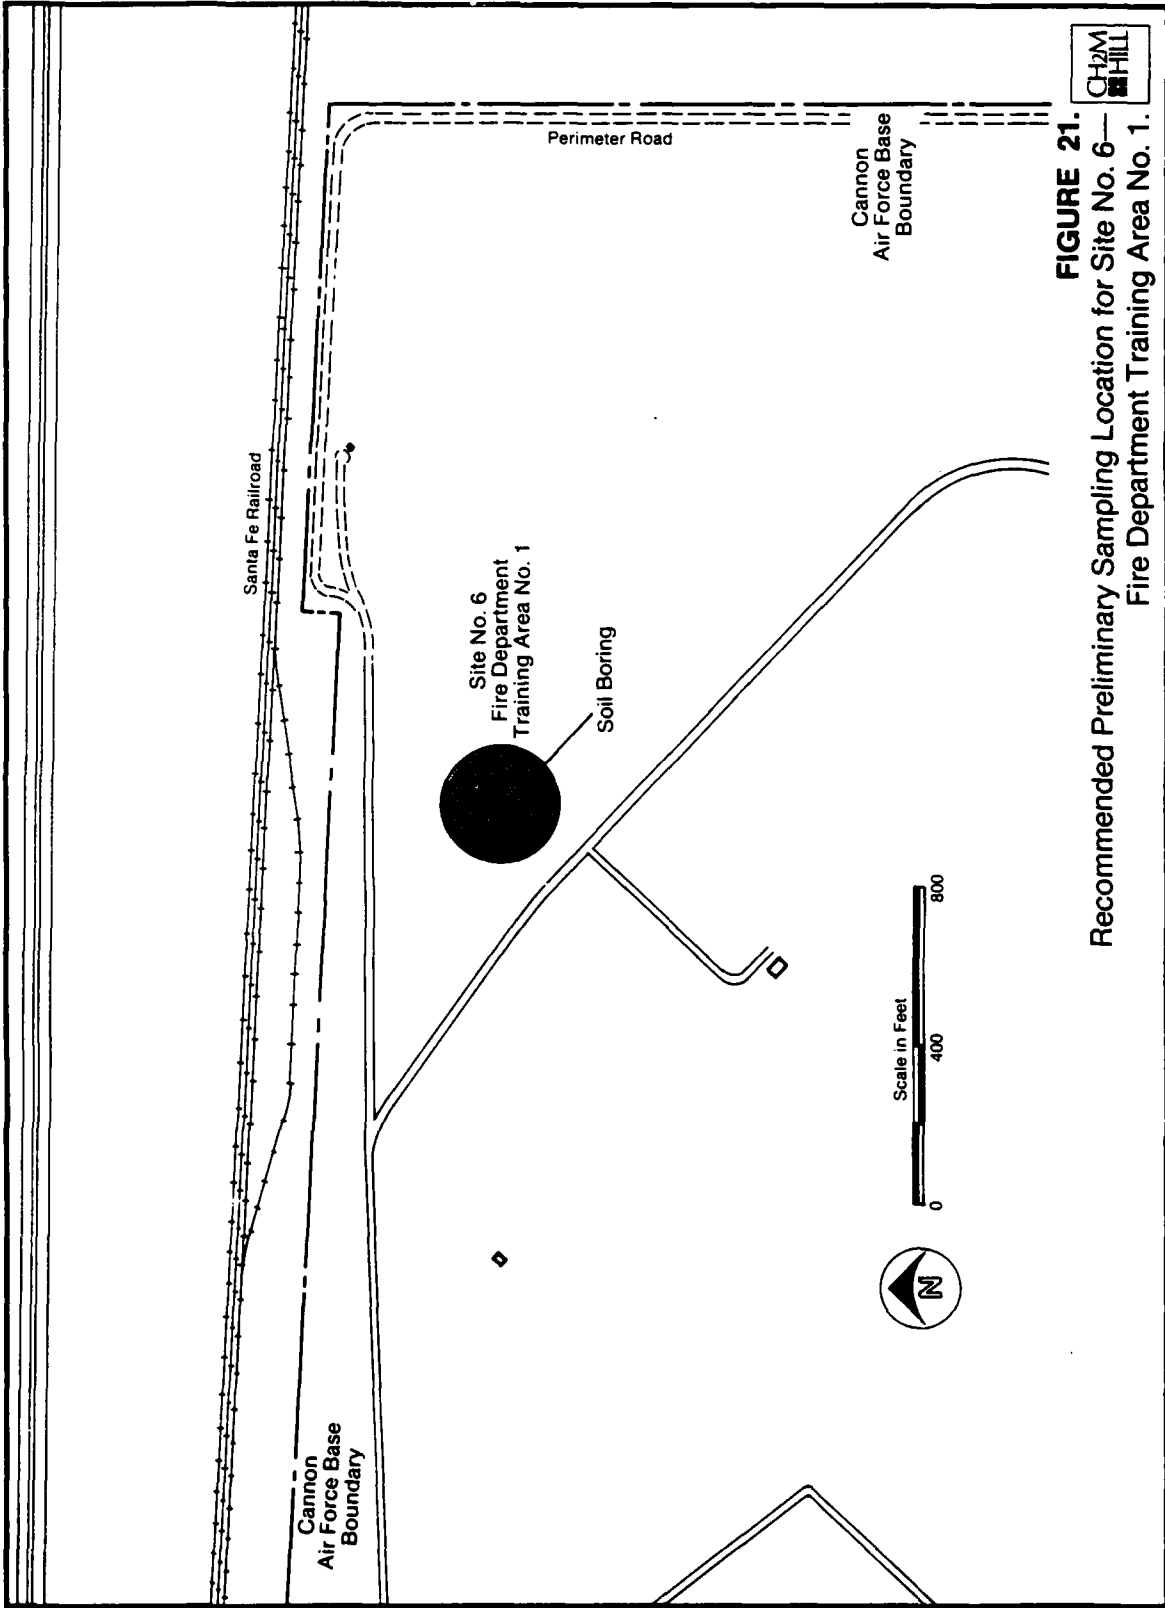 Santa Fe Railroad
Cannon
Air Force Base
Boundary
Site No. 6
Fire Department
Training Area No. 1
Soil Boring
Perimeter Road
Cannon
Air Force Base
Boundary
N
Scale in Feet
0 400 800
FIGURE 21.
Recommended Preliminary Sampling Location for Site No. 6—
Fire Department Training Area No. 1.
CH2M
HILL